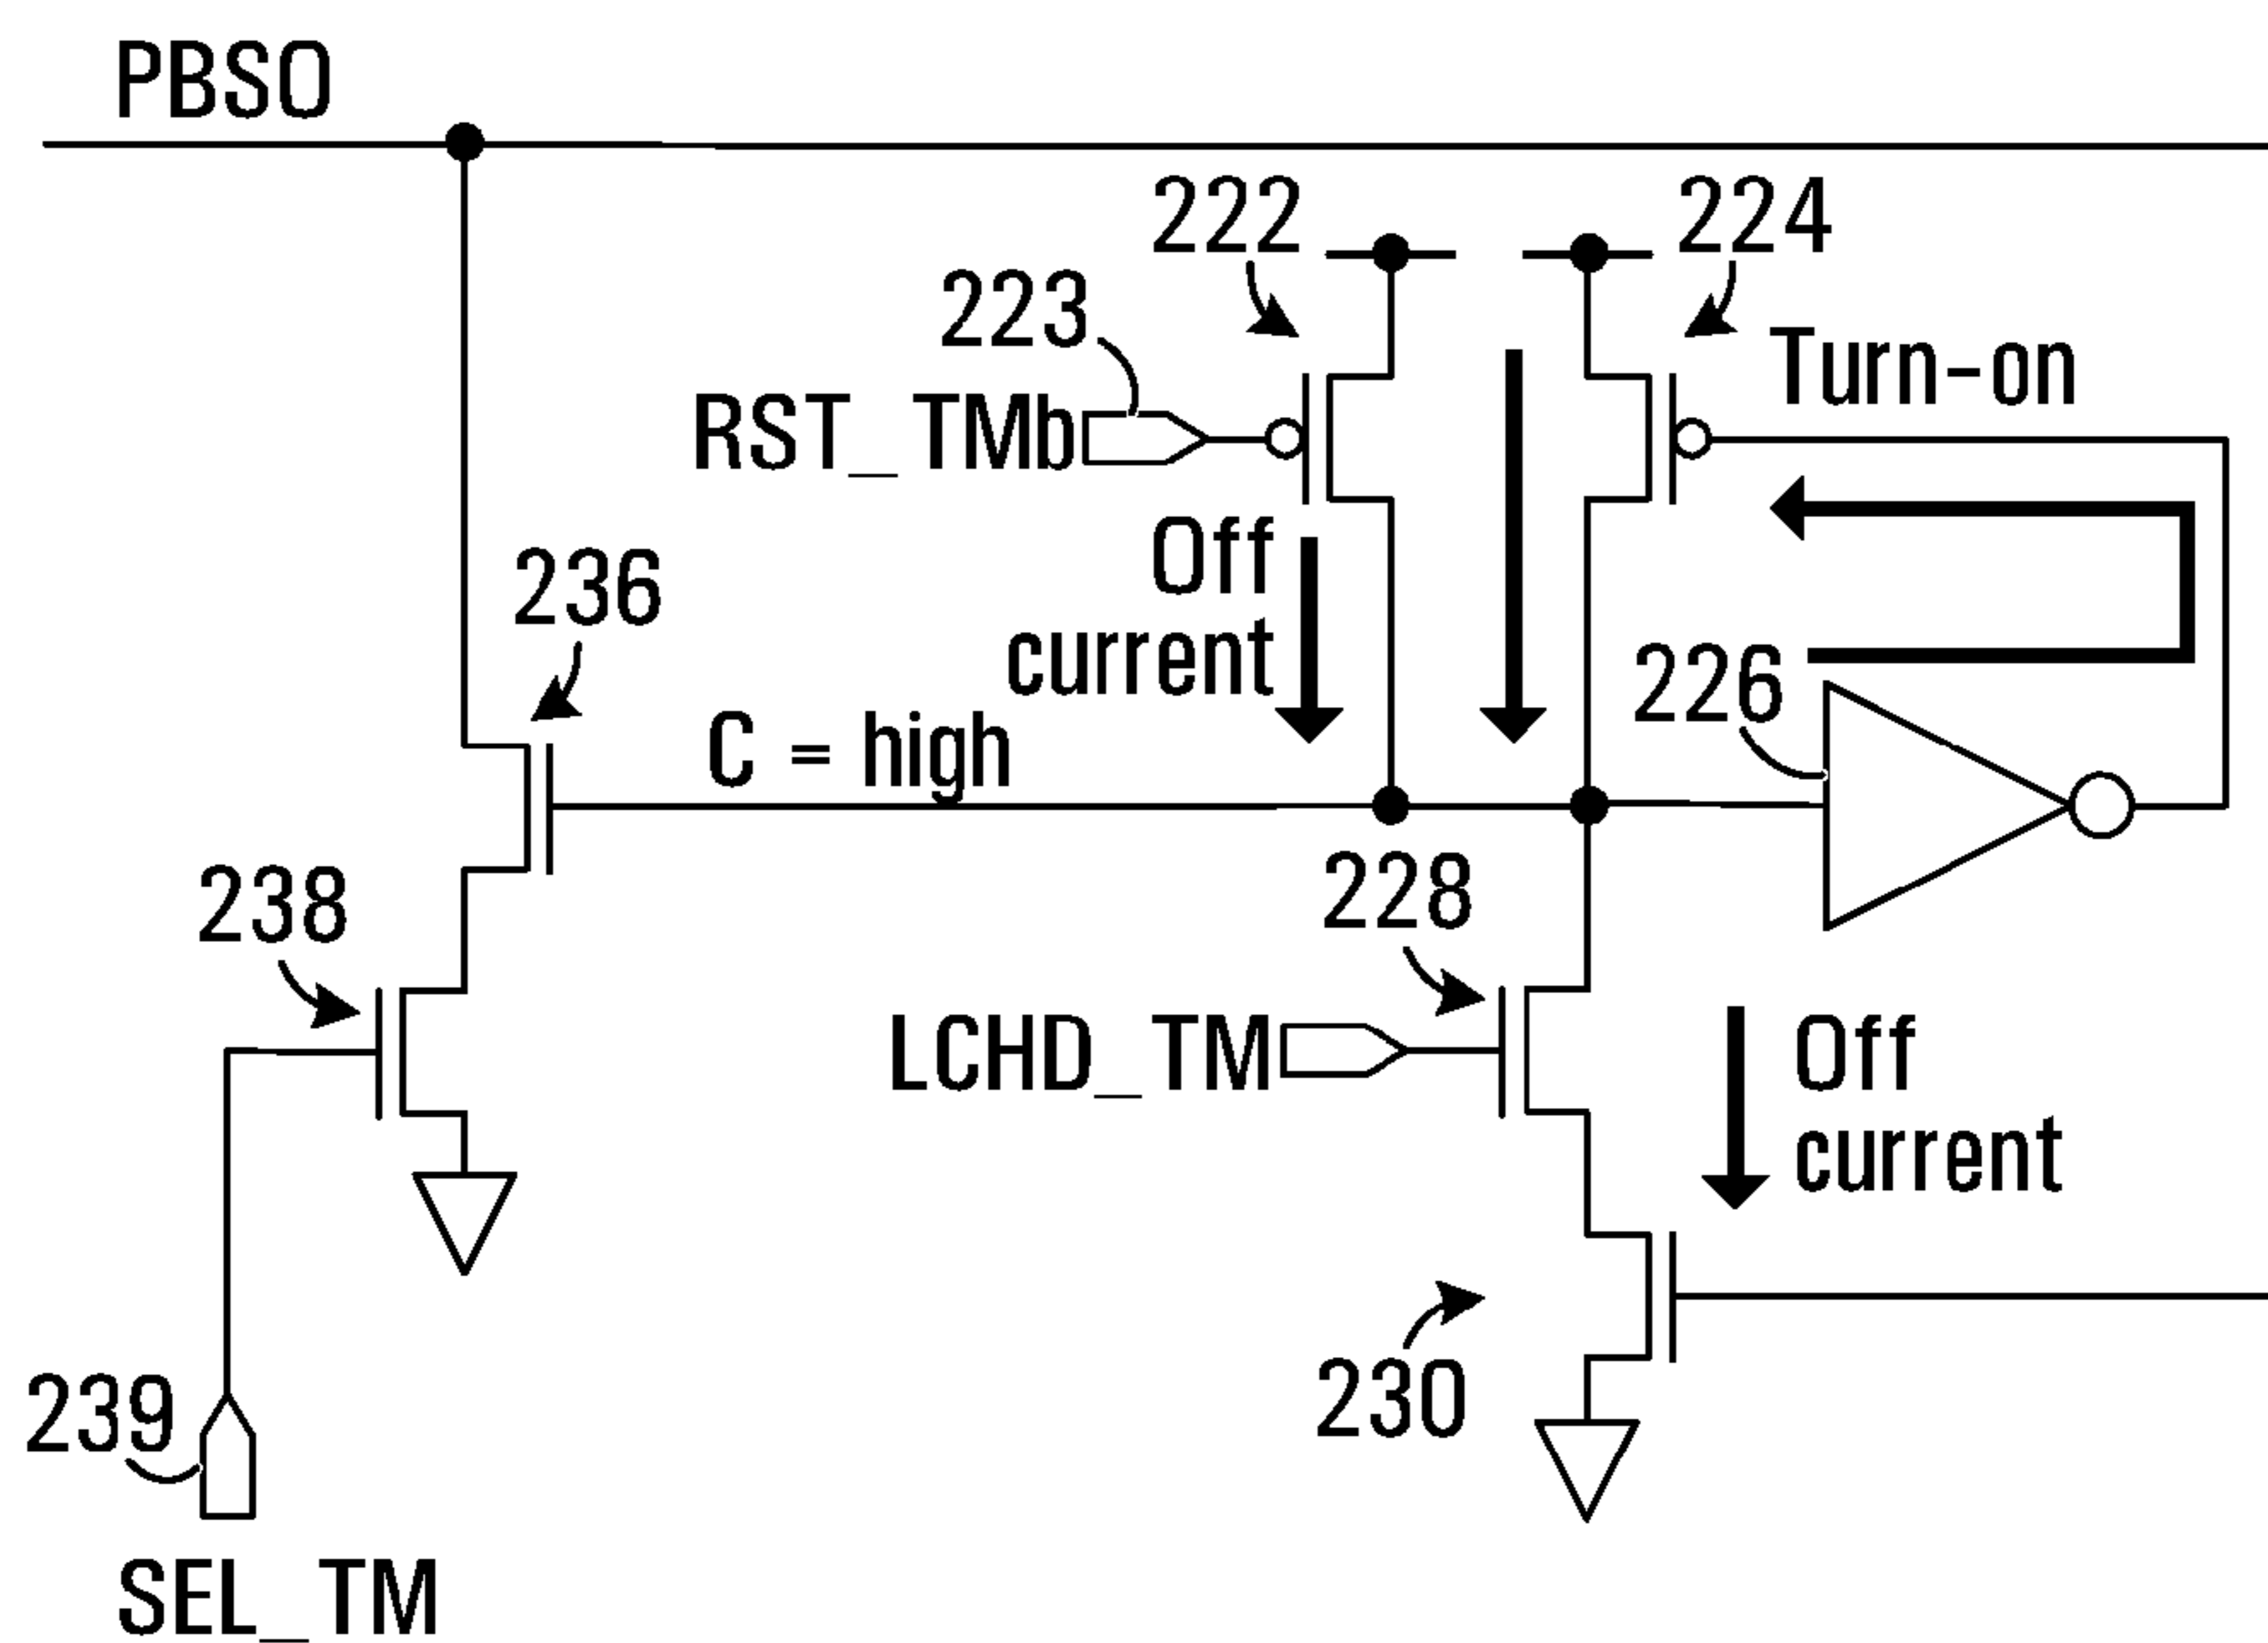 PBSO
222
224
223
Turn-on
RST_TMb
Off
current
236
226
C = high
238
228
LCHD_TM
Off
current
230
239
SEL_TM